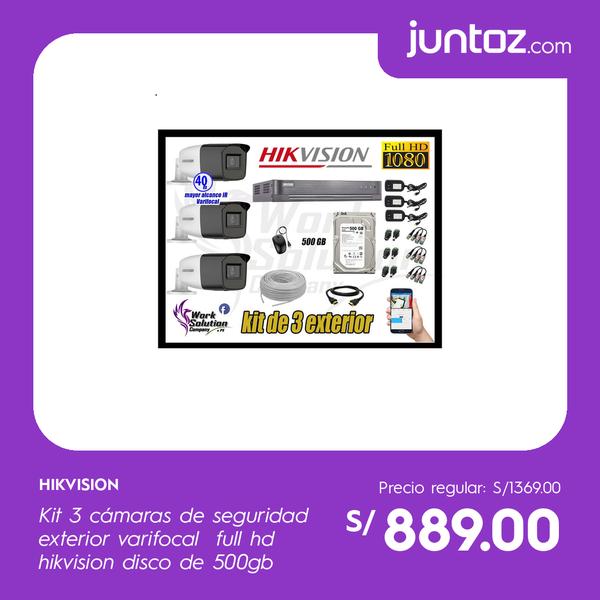 juntoz.com
HIKVISION
Full HD
1080
40
mayor alcance IR
Varifocal
500 GB
Work
Solution
Company
kit de 3 exterior
HIKVISION
Kit 3 cámaras de seguridad
exterior varifocal full hd
hikvision disco de 500gb
Precio regular: S/1369.00
S/ 889.00